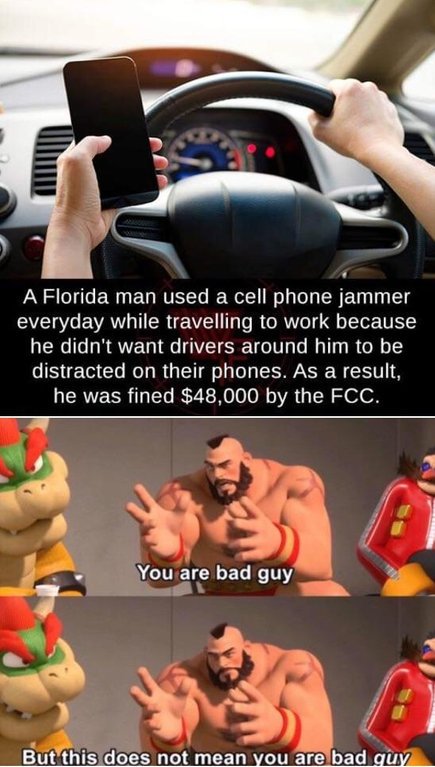 A Florida man used a cell phone jammer
everyday while travelling to work because
he didn't want drivers around him to be
distracted on their phones. As a result,
he was fined $48,000 by the FCC.
You are bad guy
But this does not mean you are bad guy